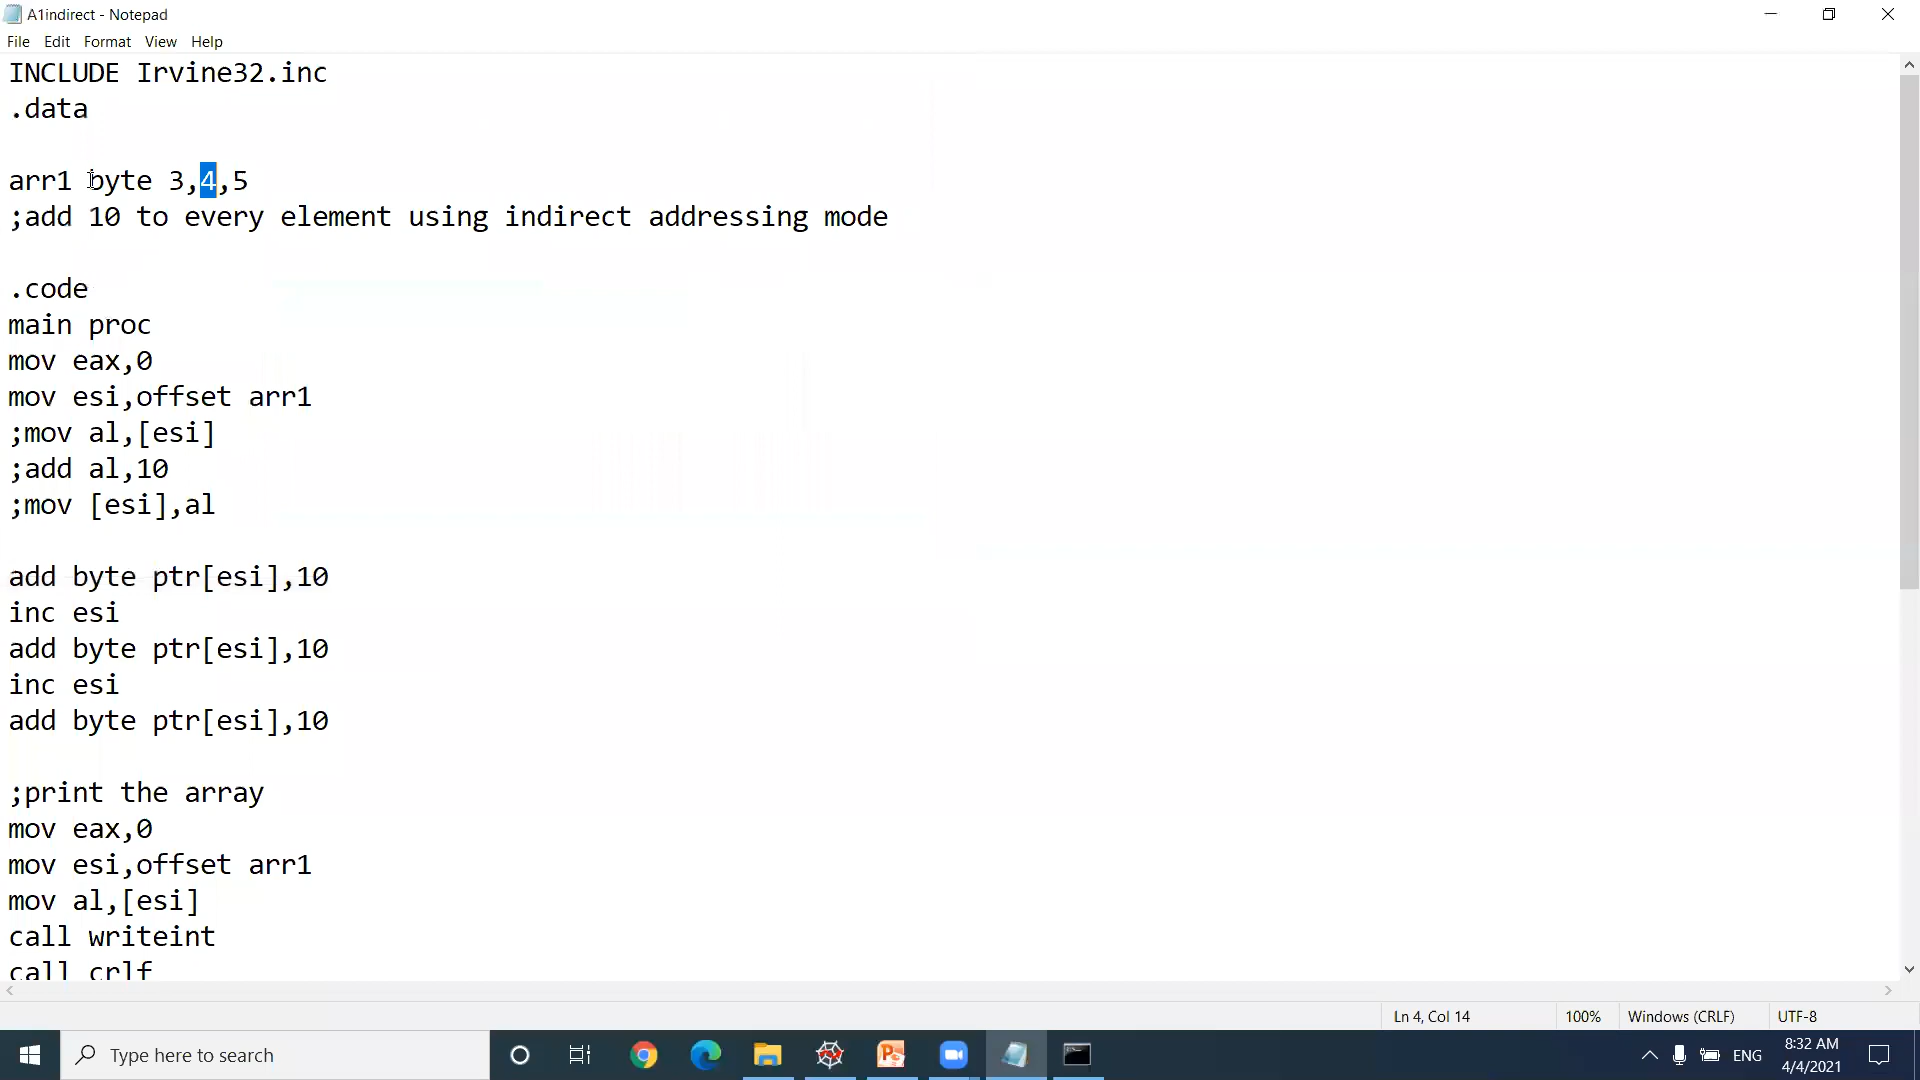 A1indirect - Notepad
File Edit Format View Help
INCLUDE Irvine32.inc
.data
arr1 byte 3,4,5
;add 10 to every element using indirect addressing mode
.code
main proc
mov eax,0
mov esi,offset arr1
;mov al,[esi]
;add al,10
;mov [esi],al
add byte ptr[esi],10
inc esi
add byte ptr[esi],10
inc esi
add byte ptr[esi],10
;print the array
mov eax,0
mov esi,offset arr1
mov al,[esi]
call writeint
call crlf
Ln 4, Col 14 100% Windows (CRLF) UTF-8
Type here to search
ENG
8:32 AM
4/4/2021